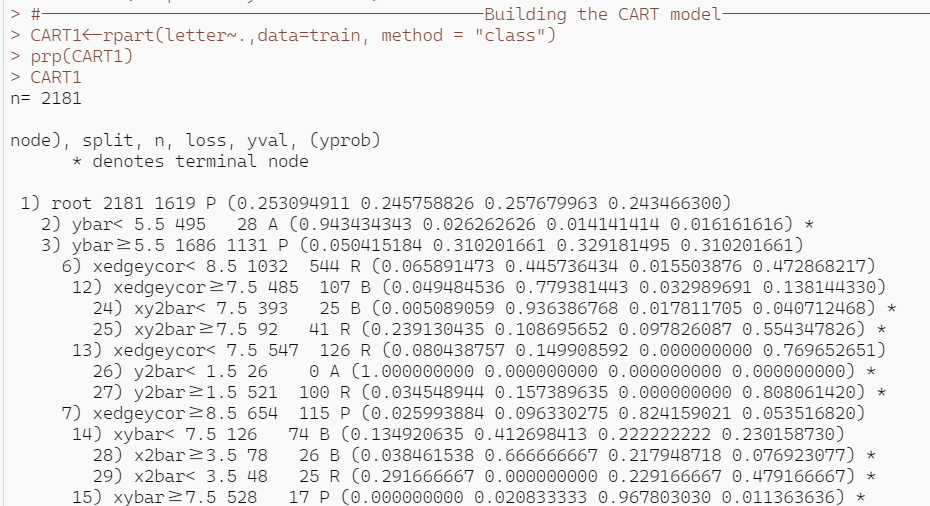 > #————————————————————Building the CART model————————————————————
> CART1<-rpart(letter~.,data=train, method = "class")
> prp(CART1)
> CART1
n= 2181
node), split, n, loss, yval, (yprob)
* denotes terminal node
1) root 2181 1619 P (0.253094911 0.245758826 0.257679963 0.243466300)
2) ybar< 5.5 495 28 A (0.943434343 0.026262626 0.014141414 0.016161616) *
3) ybar>=5.5 1686 1131 P (0.050415184 0.310201661 0.329181495 0.310201661)
6) xedgeycor< 8.5 1032 544 R (0.065891473 0.445736434 0.015503876 0.472868217)
12) xedgeycor>=7.5 485 107 B (0.049484536 0.779381443 0.032989691 0.138144330)
24) xy2bar< 7.5 393 25 B (0.005089059 0.936386768 0.017811705 0.040712468) *
25) xy2bar>=7.5 92 41 R (0.239130435 0.108695652 0.097826087 0.554347826) *
13) xedgeycor< 7.5 547 126 R (0.080438757 0.149908592 0.000000000 0.769652651)
26) y2bar< 1.5 26 0 A (1.000000000 0.000000000 0.000000000 0.000000000) *
27) y2bar>=1.5 521 100 R (0.034548944 0.157389635 0.000000000 0.808061420) *
7) xedgeycor>=8.5 654 115 P (0.025993884 0.096330275 0.824159021 0.053516820)
14) xybar< 7.5 126 74 B (0.134920635 0.412698413 0.222222222 0.230158730)
28) x2bar>=3.5 78 26 B (0.038461538 0.666666667 0.217948718 0.076923077) *
29) x2bar< 3.5 48 25 R (0.291666667 0.000000000 0.229166667 0.479166667) *
15) xybar>=7.5 528 17 P (0.000000000 0.020833333 0.967803030 0.011363636) *